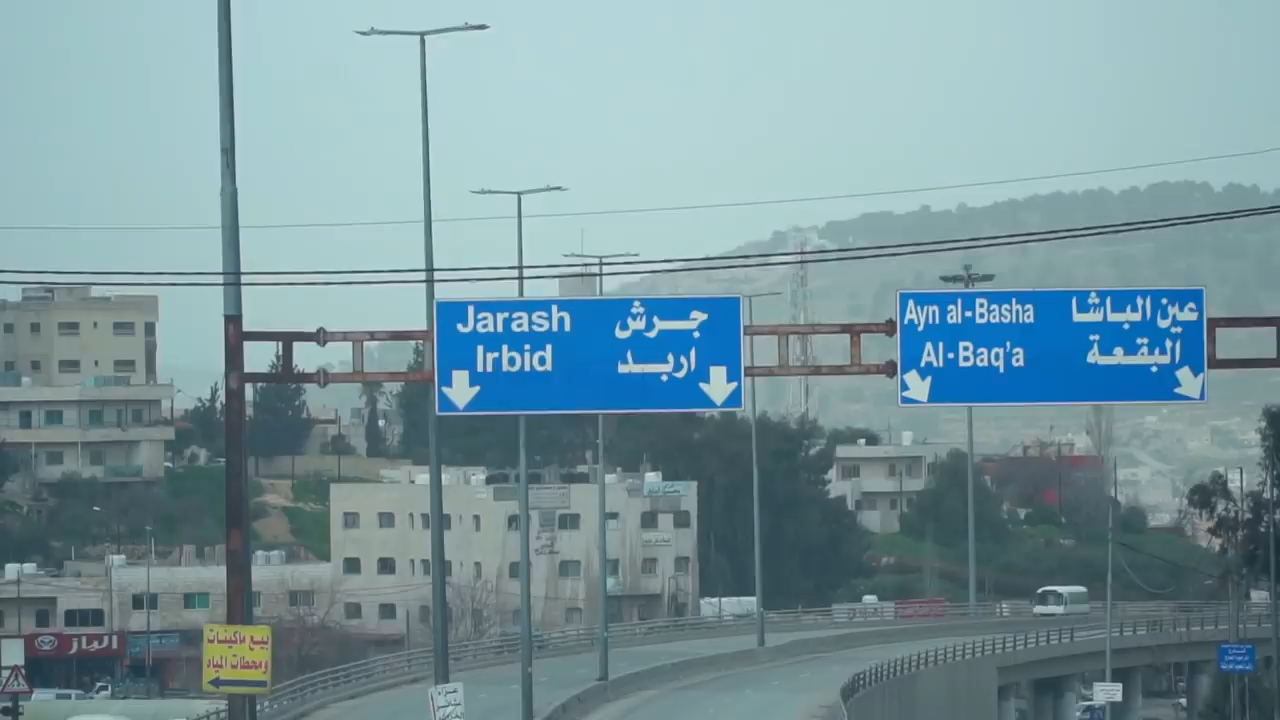 Jarash جرش
Irbid اربد
Ayn al-Basha عين الباشا
Al-Baq'a البقعة
بيع ماكينات
ومحطات المياه
الباز